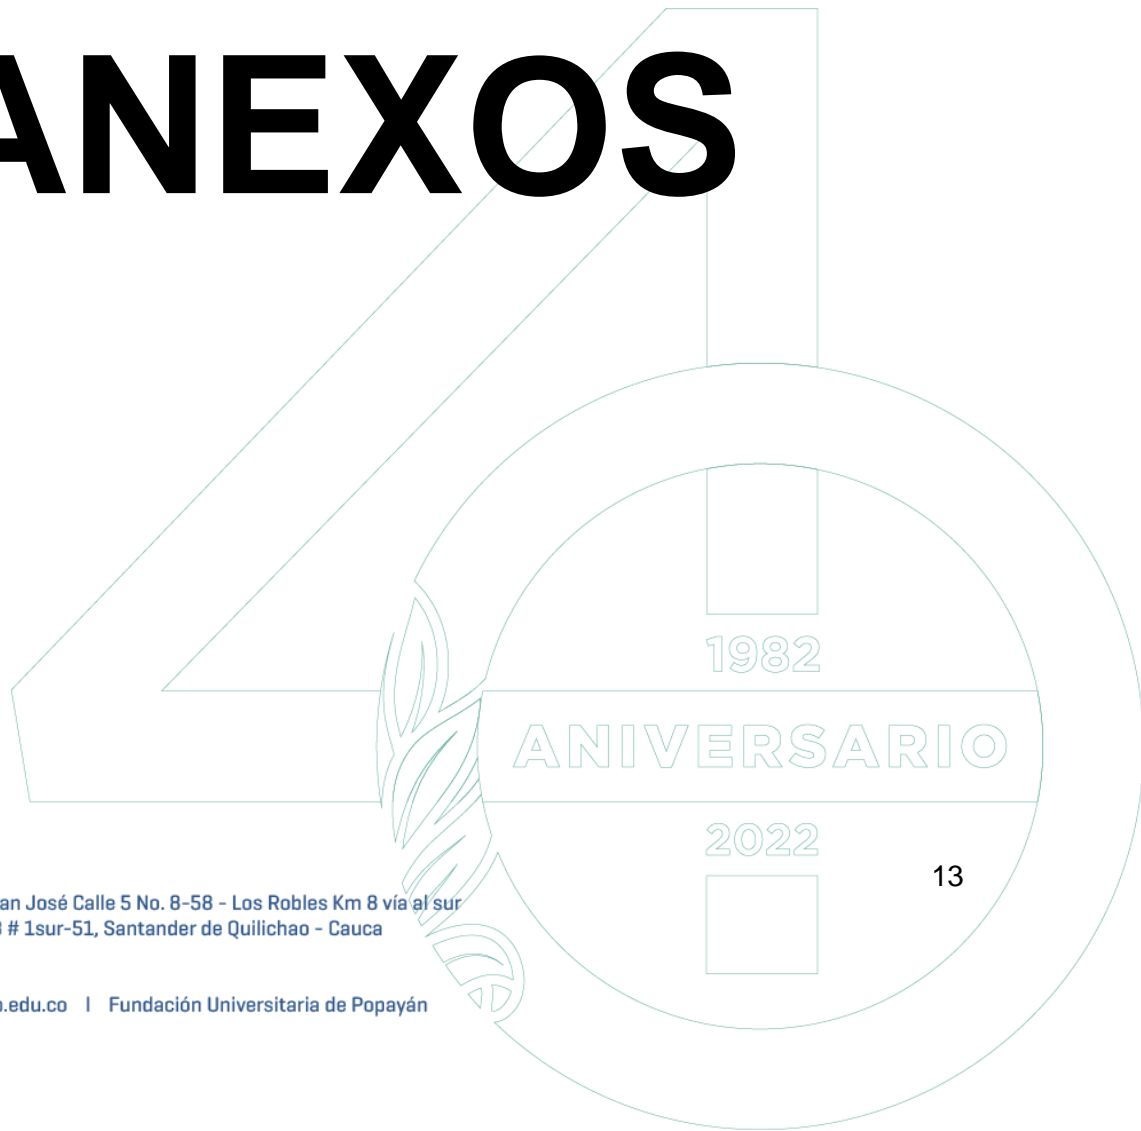 ANEXOS
1982
ANIVERSARIO
2022
13
an José Calle 5 No. 8-58 - Los Robles Km 8 vía al sur
# 1sur-51, Santander de Quilichao - Cauca
.edu.co | Fundación Universitaria de Popayán